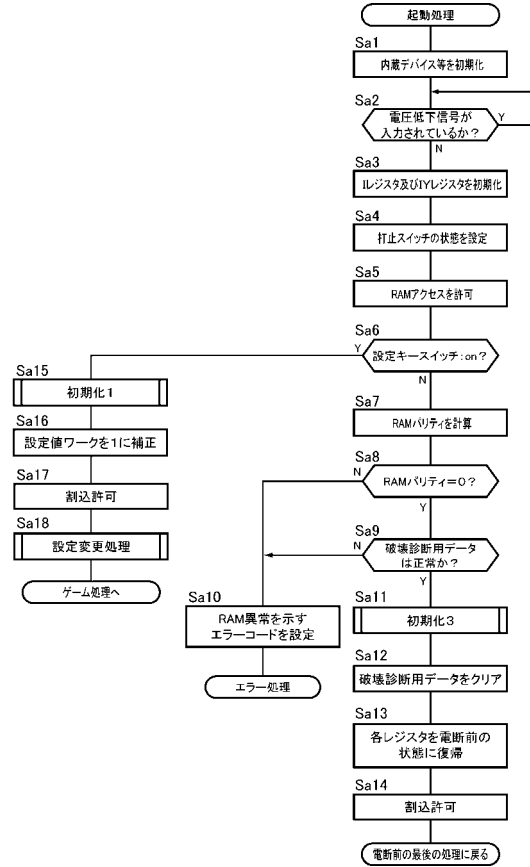 起動処理
Sa1
内蔵デバイス等を初期化
Sa2
電圧低下信号が
入力されているか？
Y
N
Sa3
Iレジスタ及びIYレジスタを初期化
Sa4
打止スイッチの状態を設定
Sa5
RAMアクセスを許可
Sa6
設定キースイッチ：on？
Y
N
Sa15
初期化１
Sa16
設定値ワークを１に補正
Sa17
割込許可
Sa18
設定変更処理
ゲーム処理へ
Sa7
RAMパリティを計算
Sa8
RAMパリティ＝０？
N
Y
Sa9
破壊診断用データ
は正常か？
N
Y
Sa10
RAM異常を示す
エラーコードを設定
エラー処理
Sa11
初期化３
Sa12
破壊診断用データをクリア
Sa13
各レジスタを電断前の
状態に復帰
Sa14
割込許可
電断前の最後の処理に戻る